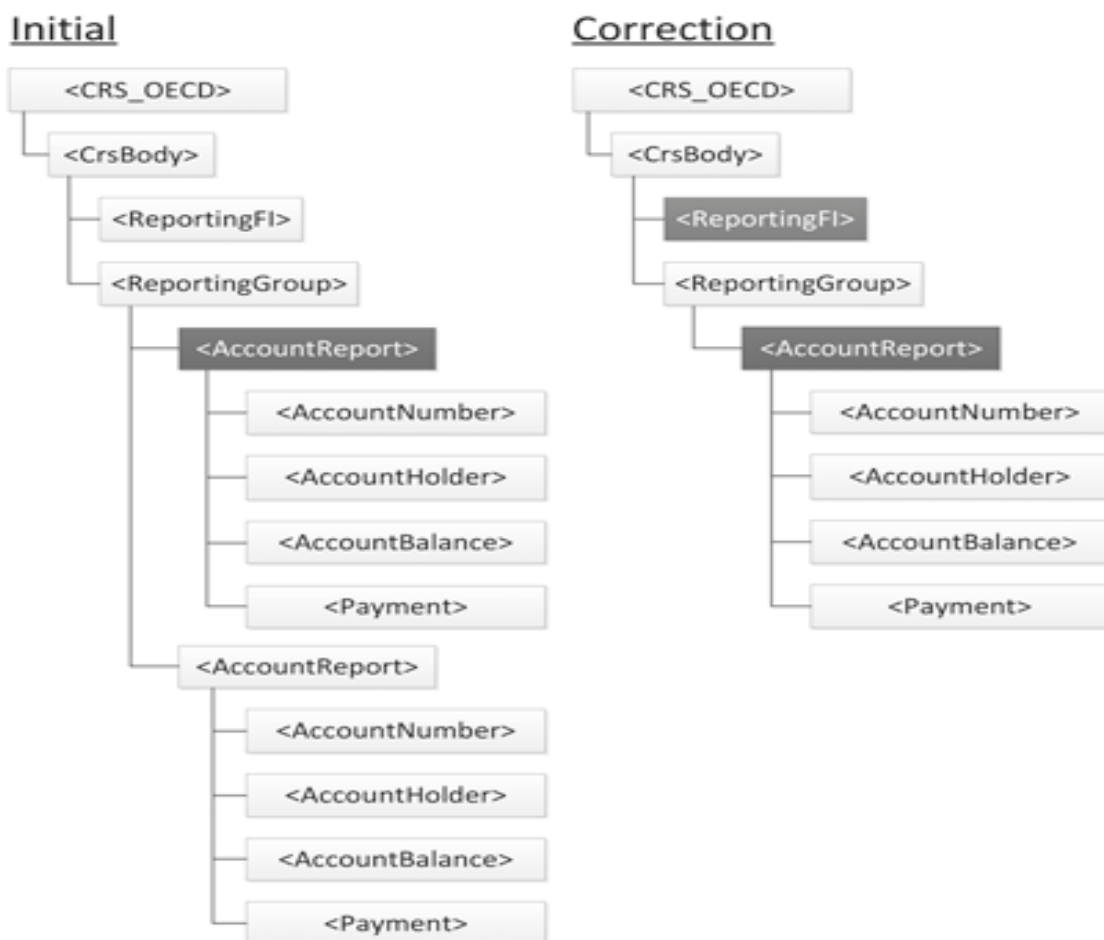 Initial
<CRS_OECD>
<CrsBody>
<ReportingFI>
<ReportingGroup>
<AccountReport>
<AccountNumber>
<AccountHolder>
<AccountBalance>
<Payment>
<AccountReport>
<AccountNumber>
<AccountHolder>
<AccountBalance>
<Payment>
Correction
<CRS_OECD>
<CrsBody>
<ReportingFI>
<ReportingGroup>
<AccountReport>
<AccountNumber>
<AccountHolder>
<AccountBalance>
<Payment>